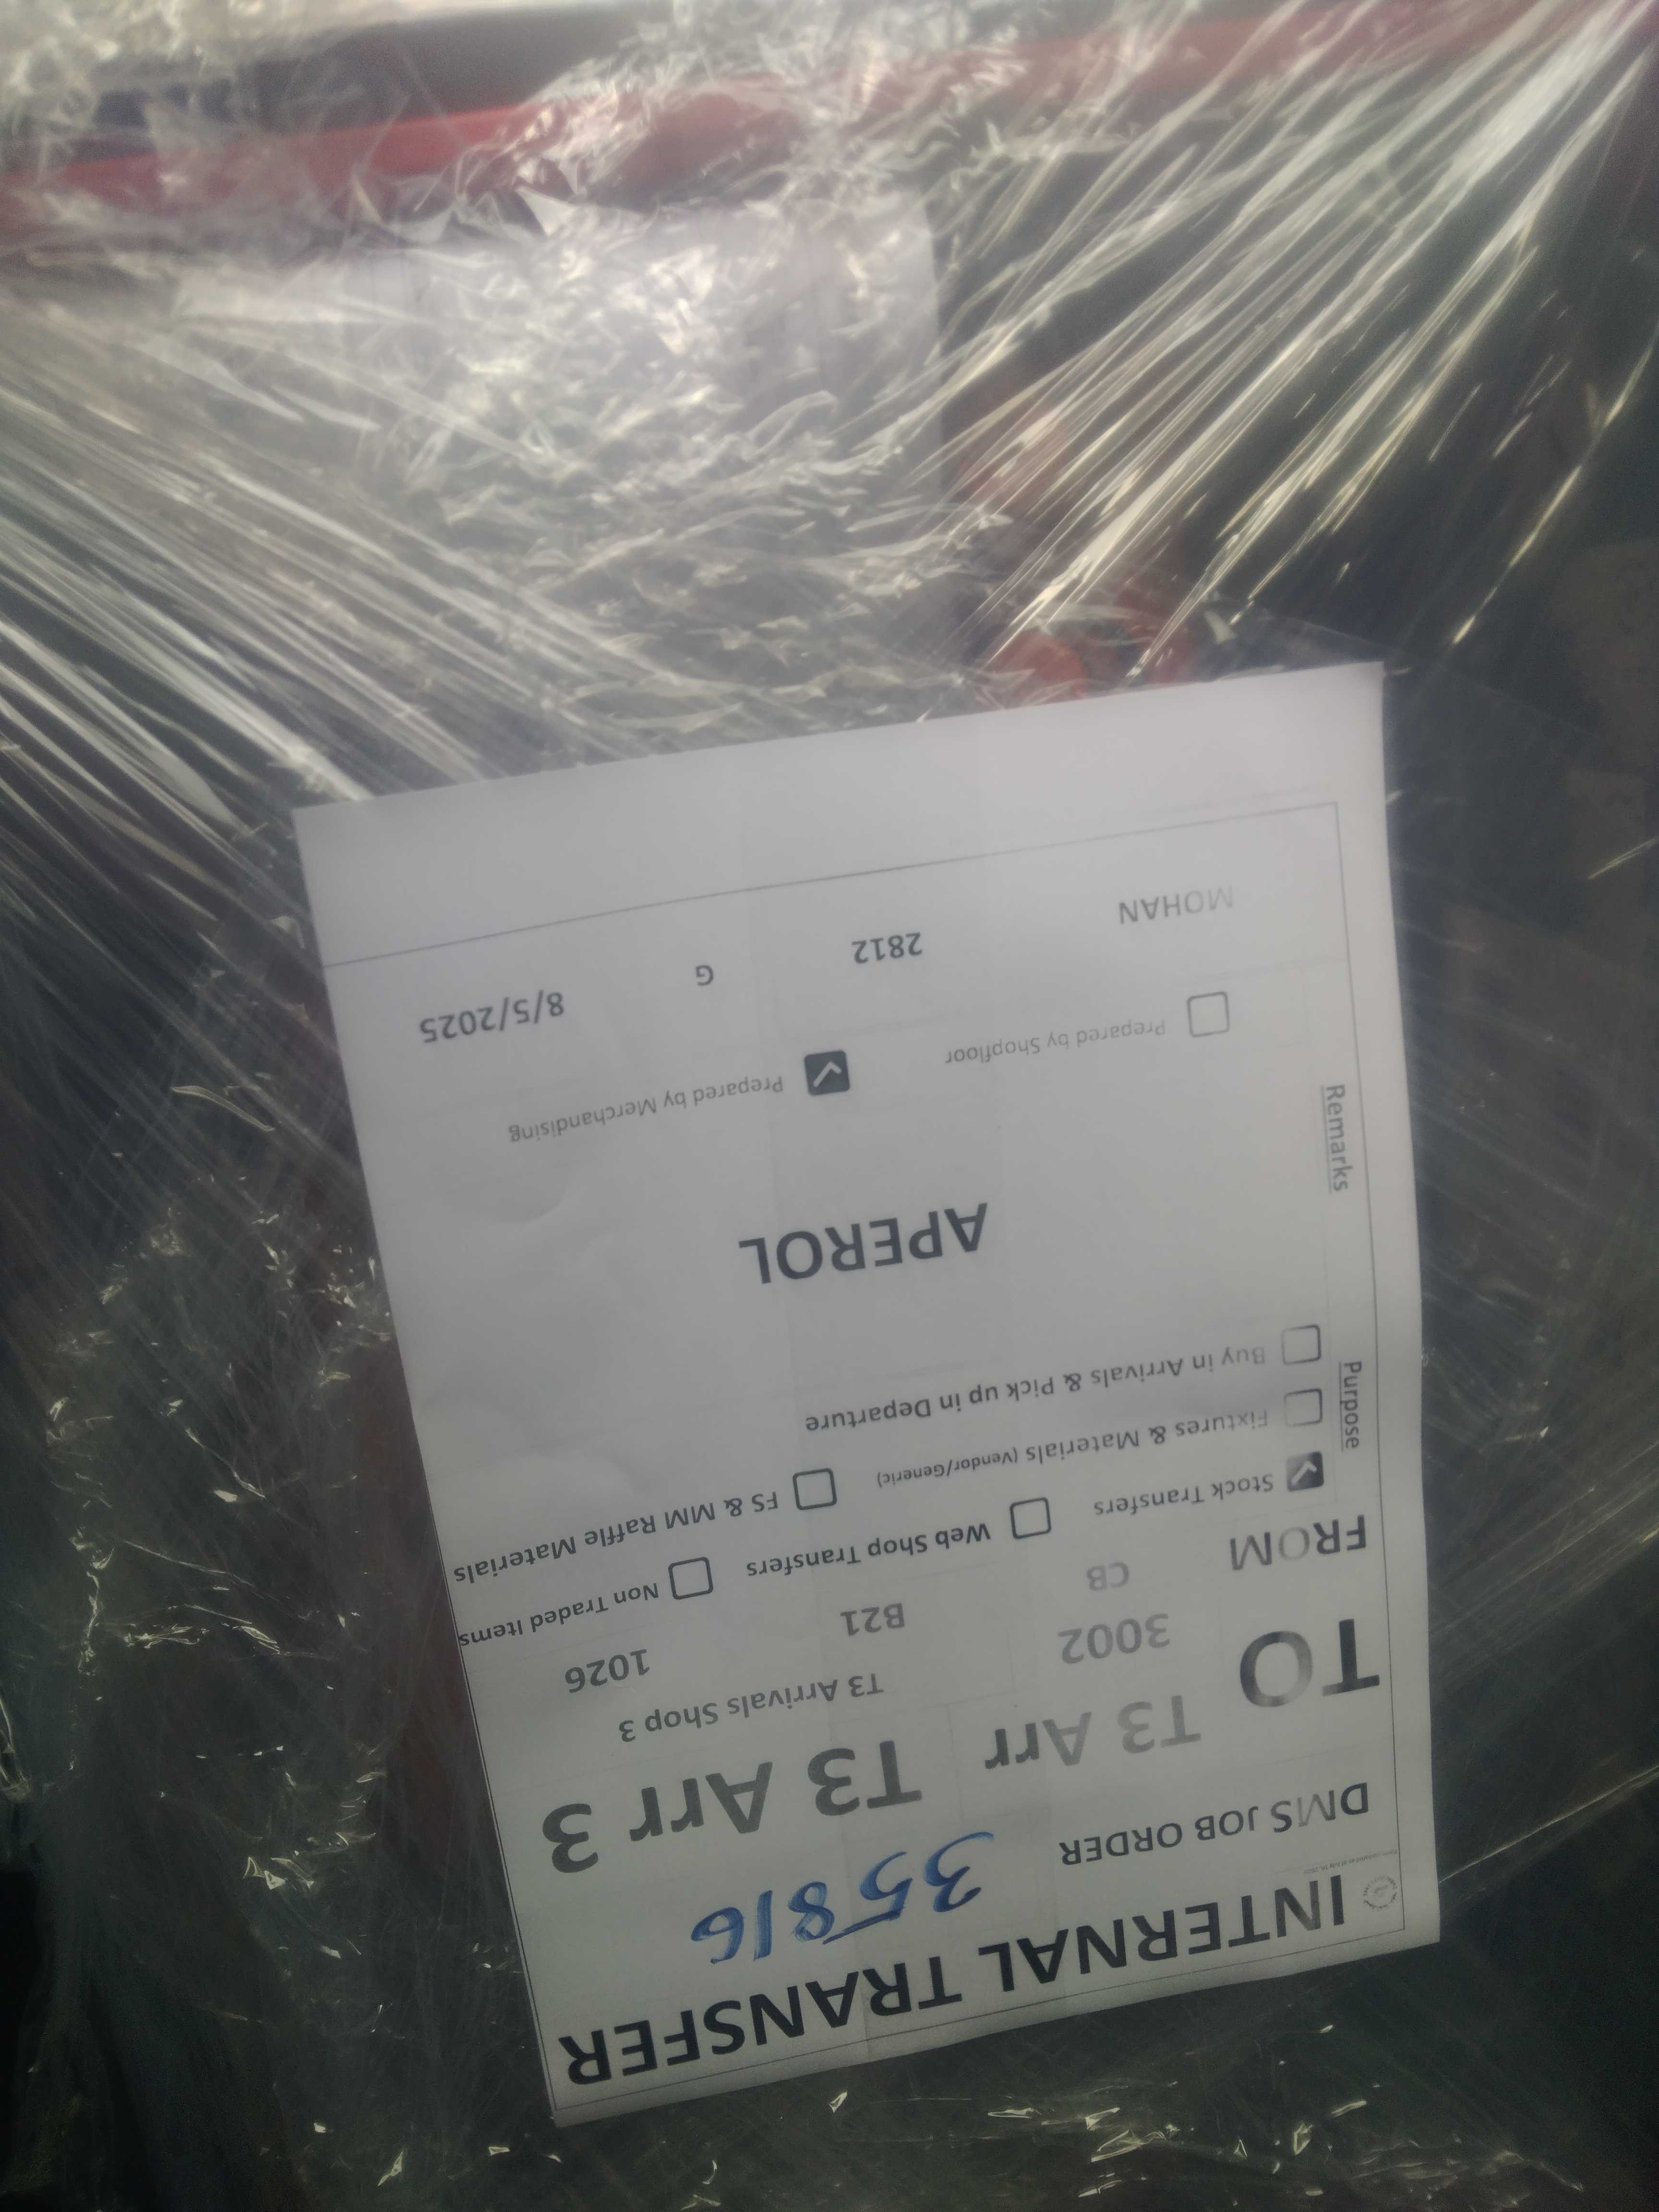 INTERNAL TRANSFER
DMS JOB ORDER 35816
TO T3 Arr T3 Arr 3
3002 T3 Arrivals Shop 3
FROM CB B21 1026
Purpose
Stock Transfers Web Shop Transfers Non Traded Items
Fixtures & Materials (Vendor/Generic) FS & MM Raffle Materials
Buy in Arrivals & Pick up in Departure
APEROL
Remarks
Prepared by Shopfloor Prepared by Merchandising
MOHAN 2812 G 8/5/2025